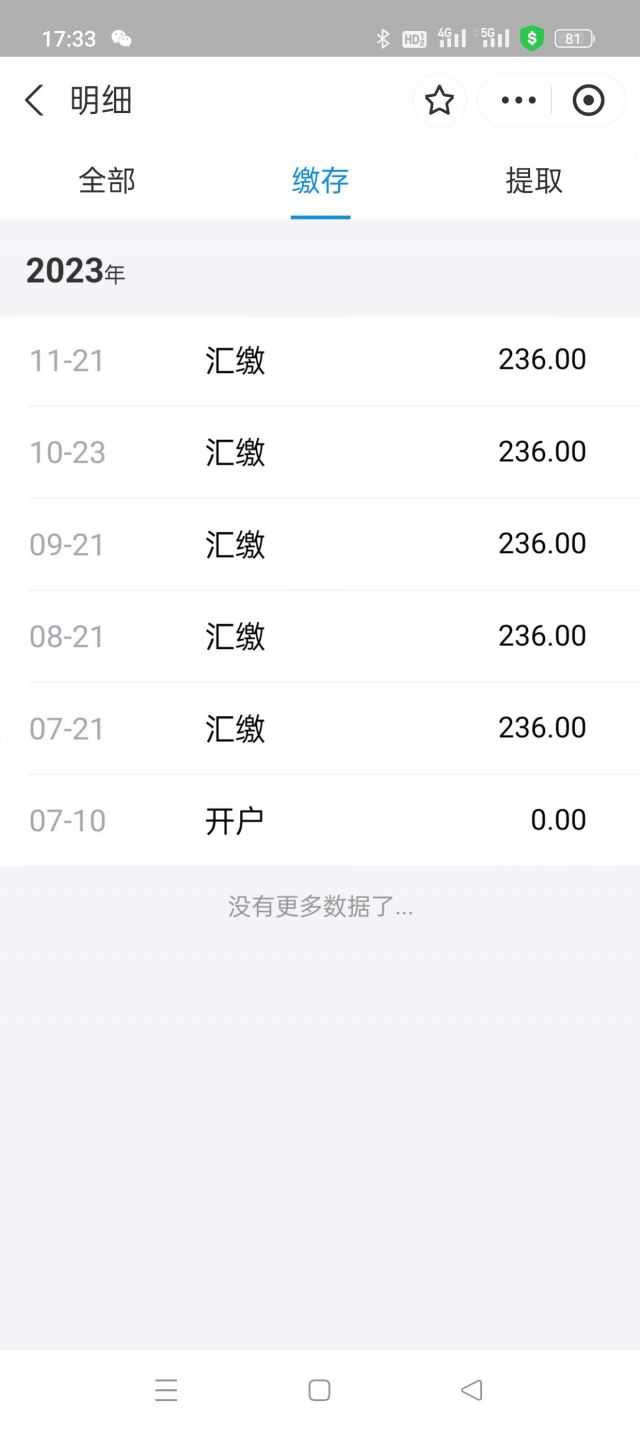 17:33 HD 1 2 4G 5G $ 81
明细
全部 缴存 提取
2023年
11-21 汇缴 236.00
10-23 汇缴 236.00
09-21 汇缴 236.00
08-21 汇缴 236.00
07-21 汇缴 236.00
07-10 开户 0.00
没有更多数据了...